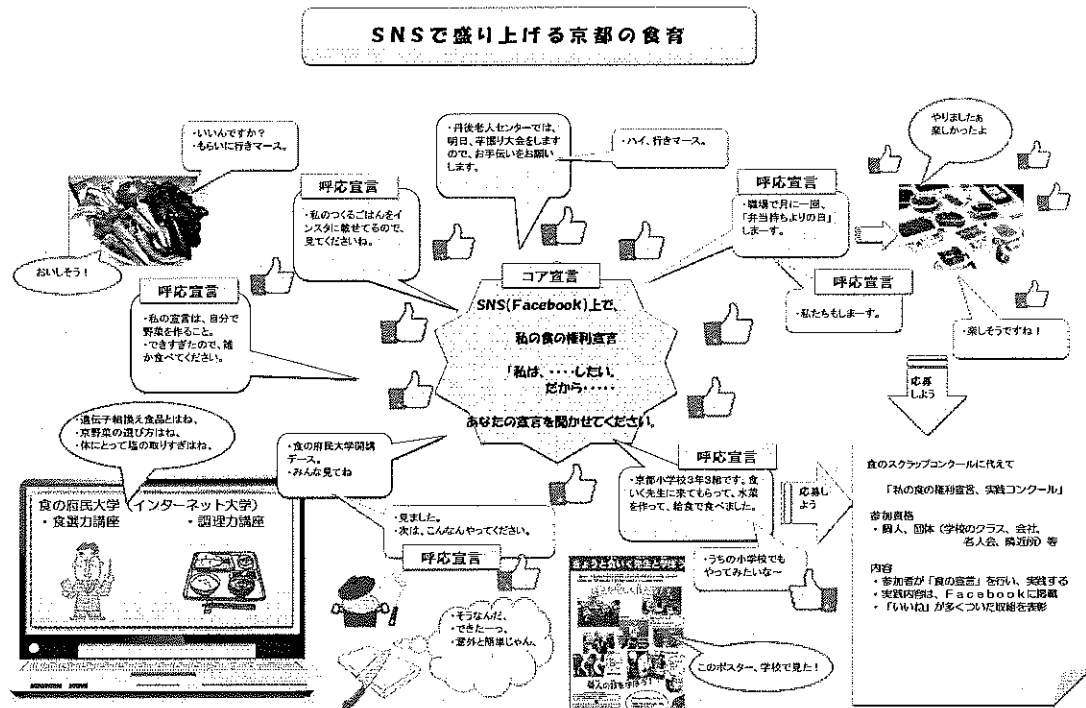 SNSで盛り上げる京都の食育
・いいんですか？
・もらいに行きマース。
おいしそう！
呼応宣言
・私のつくるごはんをイ
ンスタに載せてるので、
見てくださいね。
・丹後老人センターでは、
明日、芋掘り大会をします
ので、お手伝いをお願い
します。
・ハイ、行きマース。
呼応宣言
・職場で月に一回、
「弁当持ちよりの日」
しまーす。
やりましたぁ
楽しかったよ
呼応宣言
・私たちもしまーす。
・楽しそうですね！
呼応宣言
・私の宣言は、自分で
野菜を作ること。
・できすぎたので、誰
か食べてください。
コア宣言
SNS(Facebook)上で、
私の食の権利宣言
「私は、・・・・したい。
だから・・・・・
あなたの宣言を聞かせてください。
応募
しよう
・遺伝子組換え食品とはね、
・京野菜の選び方はね、
・体にとって塩の取りすぎはね、
食の府民大学（インターネット大学）
・食選力講座
・調理力講座
・食の府民大学開講
デース。
・みんな見てね
・見ました。
・次は、こんなんやってください。
呼応宣言
・そうなんだ、
・できたーっ、
・意外と簡単じゃん、
呼応宣言
・京都小学校3年3組です。食
いく先生に来てもらって、水菜
を作って、給食で食べました。
・うちの小学校でも
やってみたいな～
このポスター、学校で見た！
応募し
よう
食のスクラップコンクールに代えて
「私の食の権利宣言、実践コンクール」
参加資格
・個人、団体（学校のクラス、会社、
老人会、隣近所）等
内容
・参加者が「食の宣言」を行い、実践する
・実践内容は、Facebookに掲載
・「いいね」が多くついた取組を表彰